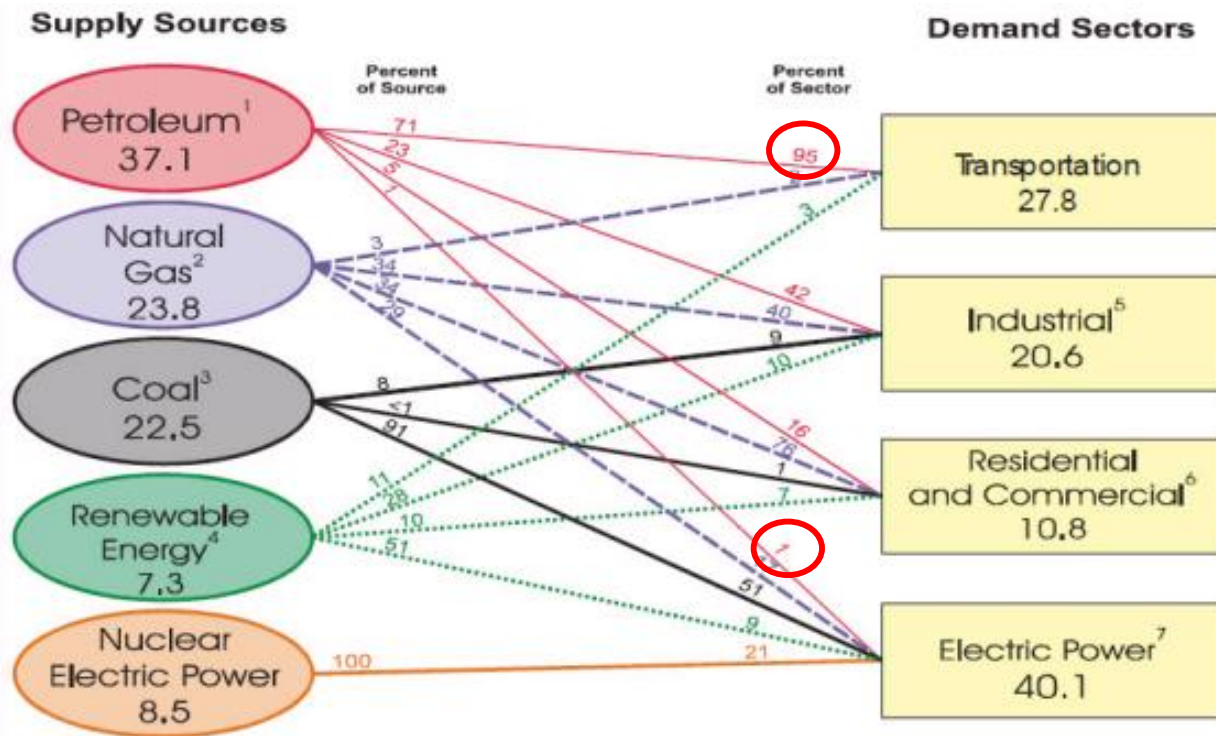 Supply Sources
Demand Sectors
Percent
of Source
Percent
of Sector
Petroleum¹
37.1
Natural
Gas²
23.8
Coal³
22.5
Renewable
Energy⁴
7.3
Nuclear
Electric Power
8.5
71
23
5
1
3
34
34
29
8
<1
91
11
28
10
51
100
95
2
3
42
40
9
10
16
76
1
7
1
51
9
21
Transportation
27.8
Industrial⁵
20.6
Residential
and Commercial⁶
10.8
Electric Power⁷
40.1